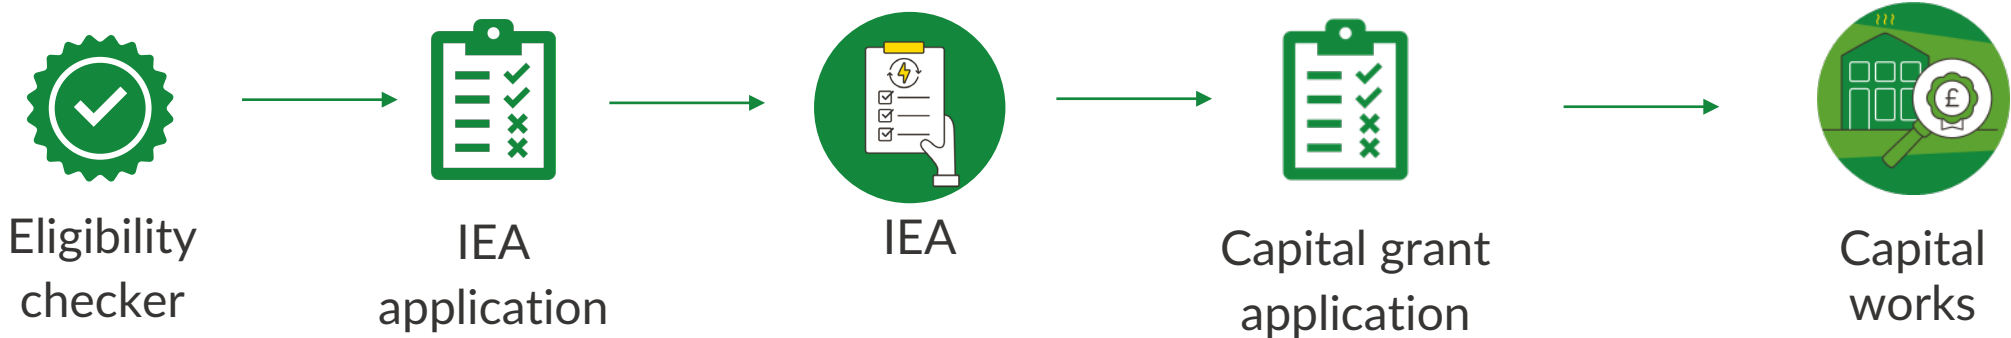 Eligibility
checker
IEA
application
IEA
Capital grant
application
£
Capital
works